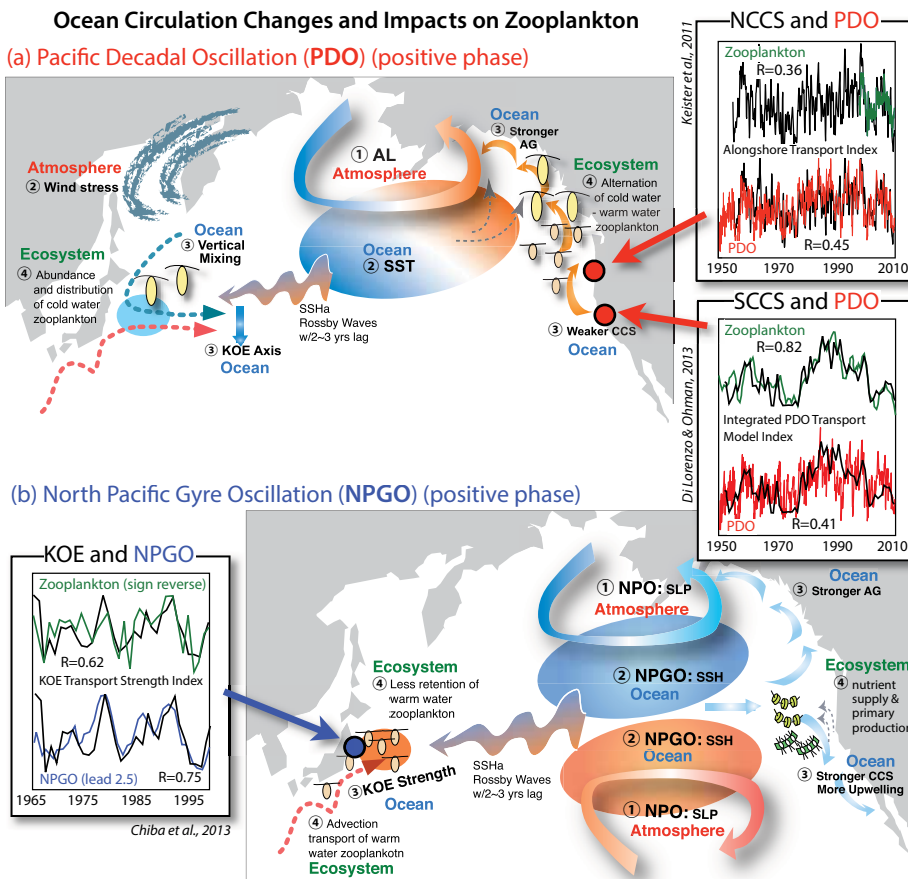 Ocean Circulation Changes and Impacts on Zooplankton
(a) Pacific Decadal Oscillation (PDO) (positive phase)
Atmosphere
② Wind stress
Ecosystem
④ Abundance
and distribution
of cold water
zooplankton
Ocean
③ Vertical
Mixing
③ KOE Axis
Ocean
① AL
Atmosphere
Ocean
② SST
SSHa
Rossby Waves
w/2~3 yrs lag
Ocean
③ Stronger
AG
Ecosystem
④ Alternation
of cold water
- warm water
zooplankton
③ Weaker CCS
Ocean
Keister et al., 2011
NCCS and PDO
Zooplankton
R=0.36
Alongshore Transport Index
PDO
R=0.45
1950 1970 1990 2010
Di Lorenzo & Ohman, 2013
SCCS and PDO
Zooplankton
R=0.82
Integrated PDO Transport
Model Index
PDO
R=0.41
1950 1970 1990 2010
(b) North Pacific Gyre Oscillation (NPGO) (positive phase)
KOE and NPGO
Zooplankton (sign reverse)
R=0.62
KOE Transport Strength Index
NPGO (lead 2.5)
R=0.75
1965 1975 1985 1995
Chiba et al., 2013
Ecosystem
④ Less retention of
warm water
zooplankton
③ KOE Strength
Ocean
④ Advection
transport of warm
water zooplankotn
Ecosystem
SSHa
Rossby Waves
w/2~3 yrs lag
① NPO: SLP
Atmosphere
② NPGO: SSH
Ocean
② NPGO: SSH
Ocean
① NPO: SLP
Atmosphere
Ocean
③ Stronger AG
Ecosystem
④ nutrient
supply &
primary
production
Ocean
③ Stronger CCS
More Upwelling